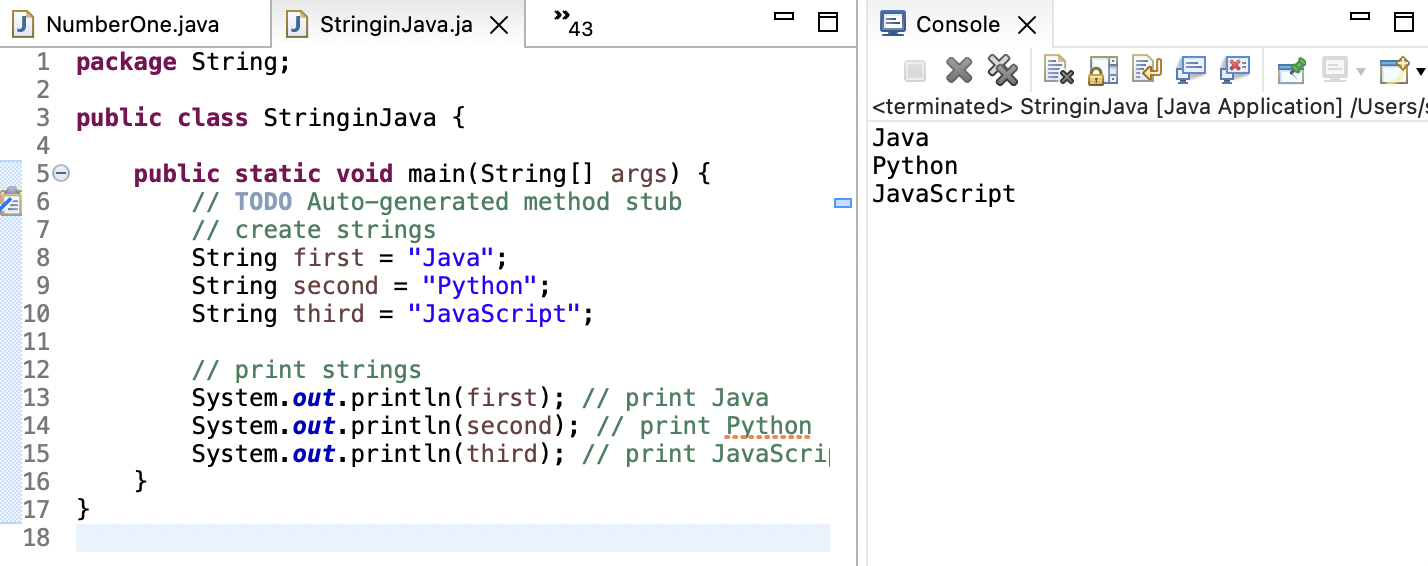 NumberOne.java
StringinJava.ja
»43
1 package String;
2
3 public class StringinJava {
4
5 public static void main(String[] args) {
6 // TODO Auto-generated method stub
7 // create strings
8 String first = "Java";
9 String second = "Python";
10 String third = "JavaScript";
11
12 // print strings
13 System.out.println(first); // print Java
14 System.out.println(second); // print Python
15 System.out.println(third); // print JavaScri
16 }
17 }
18
Console
<terminated> StringinJava [Java Application] /Users/s
Java
Python
JavaScript